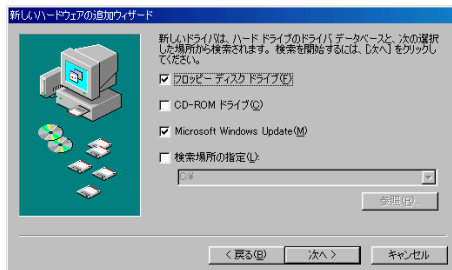 新しいハードウェアの追加ウィザード
新しいドライバは、ハード ドライブのドライバ データベースと、次の選択
した場所から検索されます。検索を開始するには、[次へ] をクリックし
てください。
フロッピー ディスク ドライブ(F)
CD-ROM ドライブ(C)
Microsoft Windows Update(M)
検索場所の指定(L):
C:¥
参照(R)...
< 戻る(B)
次へ >
キャンセル